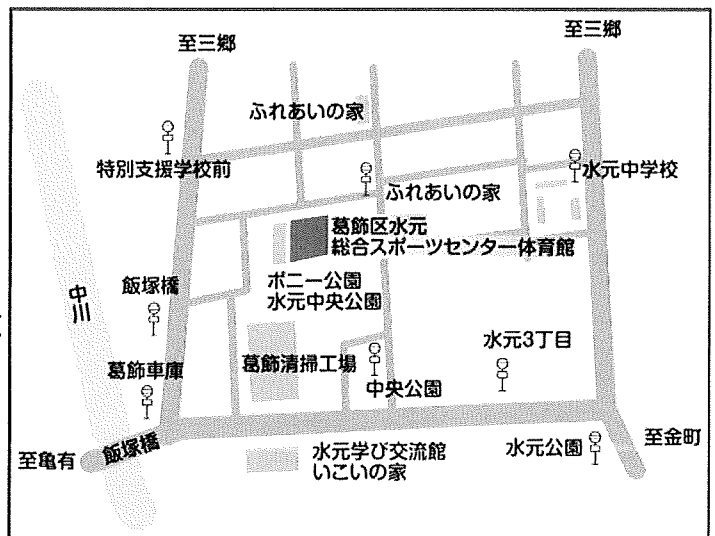 至三郷
至三郷
ふれあいの家
特別支援学校前
水元中学校
ふれあいの家
葛飾区水元
総合スポーツセンター体育館
中川
飯塚橋
ポニー公園
水元中央公園
葛飾車庫
葛飾清掃工場
水元3丁目
中央公園
至亀有
飯塚橋
水元学び交流館
いこいの家
水元公園
至金町